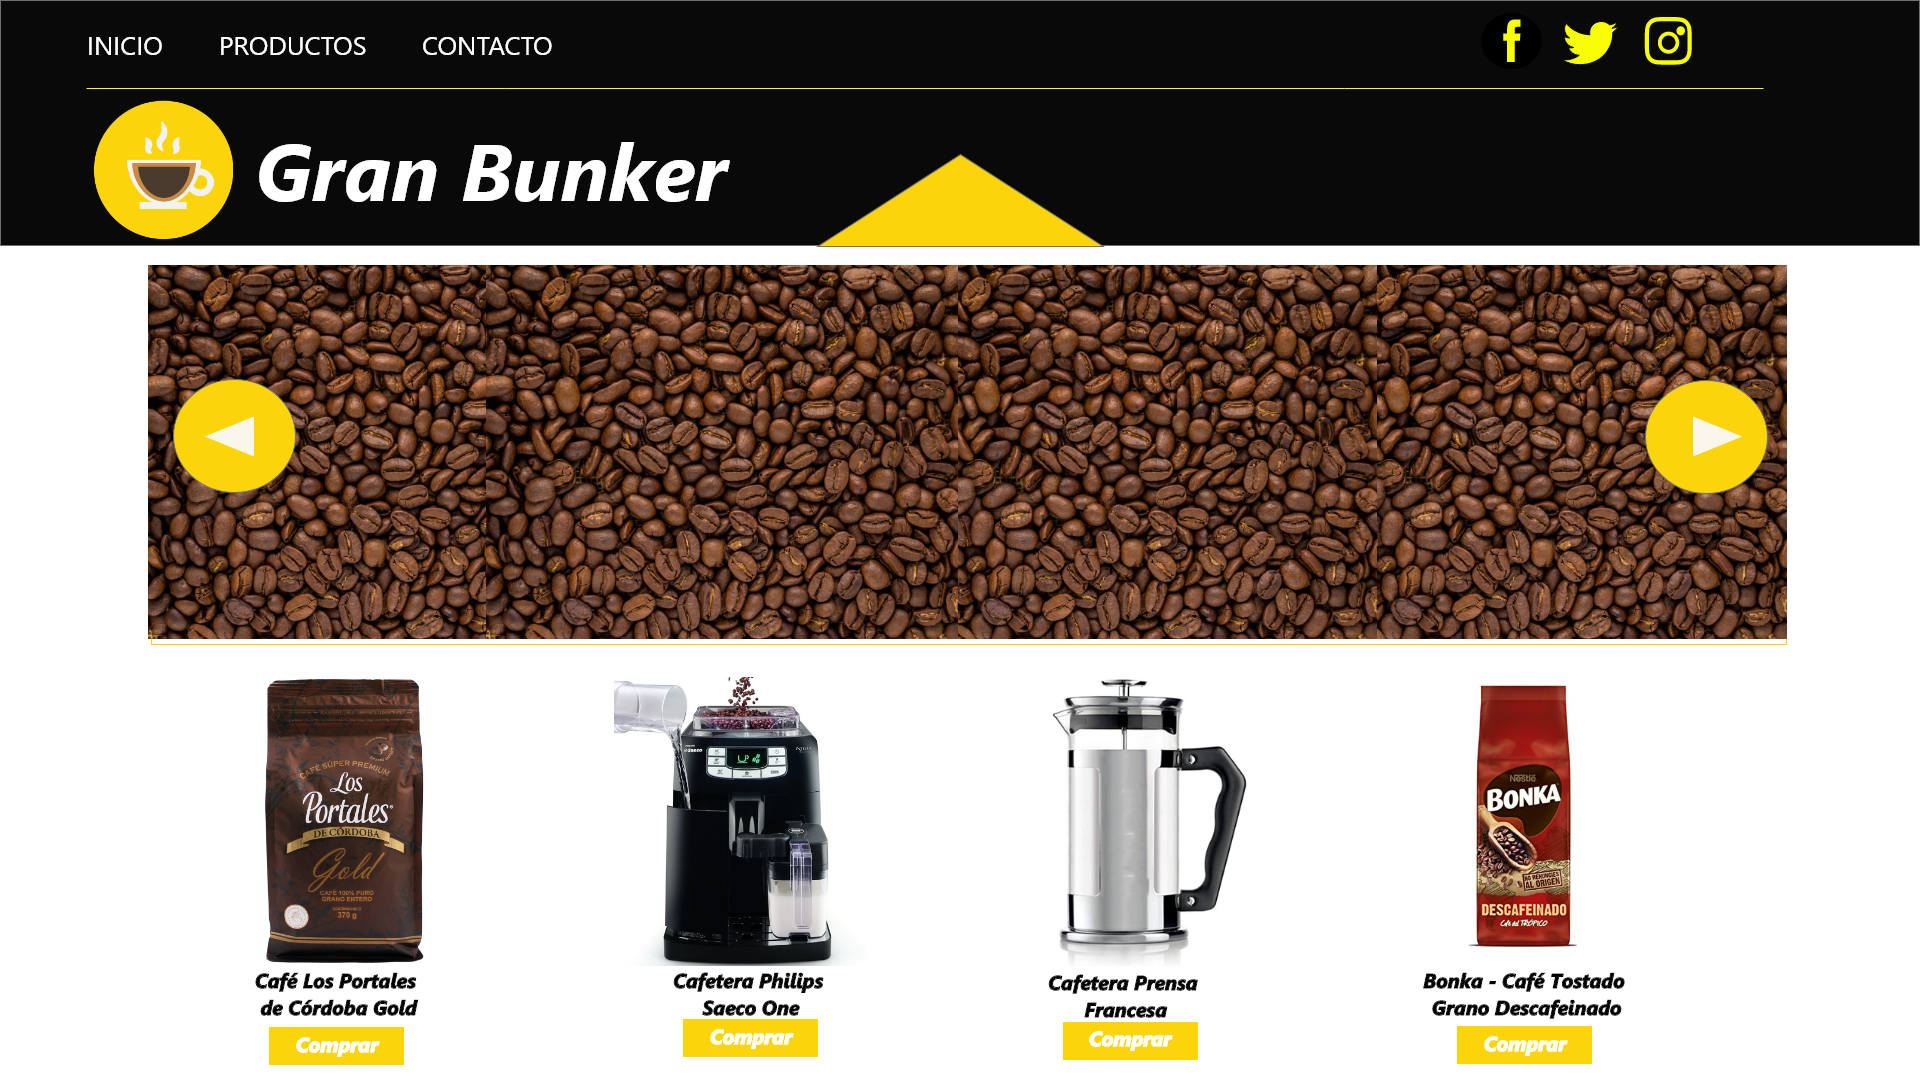 INICIO PRODUCTOS CONTACTO
Gran Bunker
CAFÉ SÚPER PREMIUM
Los
Portales
DE CÓRDOBA
Gold
CAFÉ 100% PURO
GRANO ENTERO
370 g
Café Los Portales
de Córdoba Gold
Comprar
Cafetera Philips
Saeco One
Comprar
Cafetera Prensa
Francesa
Comprar
Nestlé
BONKA
AL ORIGEN
DESCAFEINADO
Café del TRÓPICO
Bonka - Café Tostado
Grano Descafeinado
Comprar